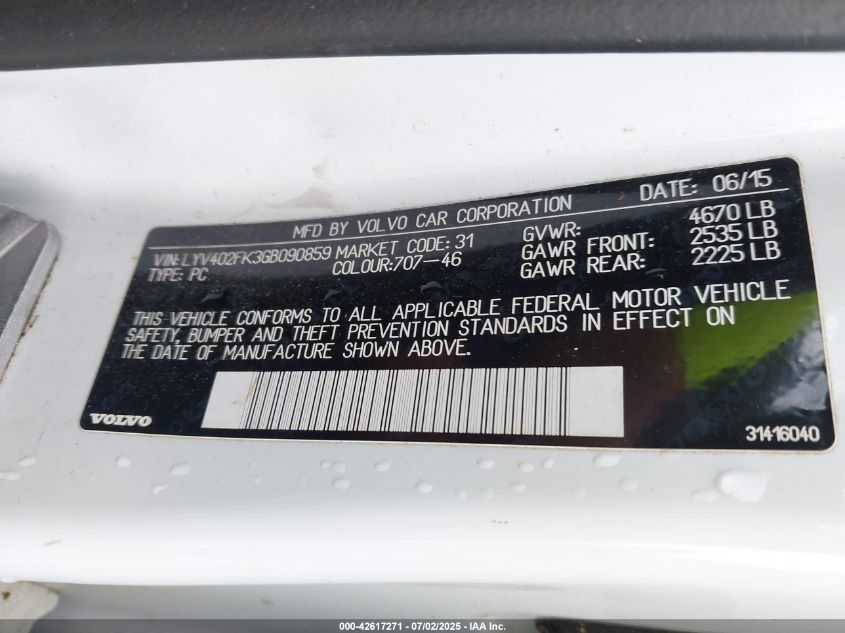 MFD BY VOLVO CAR CORPORATION DATE: 06/15
VIN: LYV402FK3GB090859 MARKET CODE: 31 GVWR: 4670 LB
TYPE: PC COLOUR:707-46 GAWR FRONT: 2535 LB
GAWR REAR: 2225 LB
THIS VEHICLE CONFORMS TO ALL APPLICABLE FEDERAL MOTOR VEHICLE
SAFETY, BUMPER AND THEFT PREVENTION STANDARDS IN EFFECT ON
THE DATE OF MANUFACTURE SHOWN ABOVE.
VOLVO 31416040
000-42617271 | 07/02/2025 | IAA Inc.